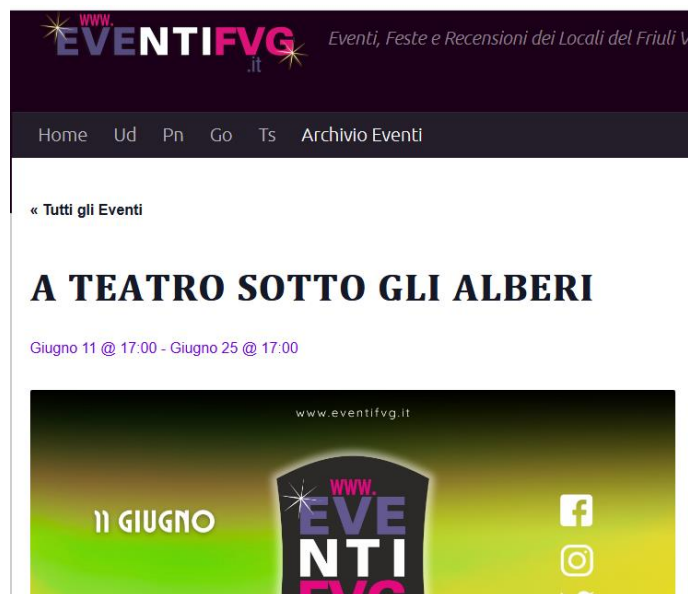 WWW.
EVENTIFVG
.it
Eventi, Feste e Recensioni dei Locali del Friuli V
Home Ud Pn Go Ts Archivio Eventi
« Tutti gli Eventi
A TEATRO SOTTO GLI ALBERI
Giugno 11 @ 17:00 - Giugno 25 @ 17:00
www.eventifvg.it
11 GIUGNO
WWW.
EVE
NTI
FVG